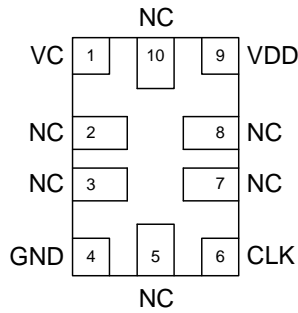 NC
VC 1 10 9 VDD
NC 2 8 NC
NC 3 7 NC
GND 4 5 6 CLK
NC